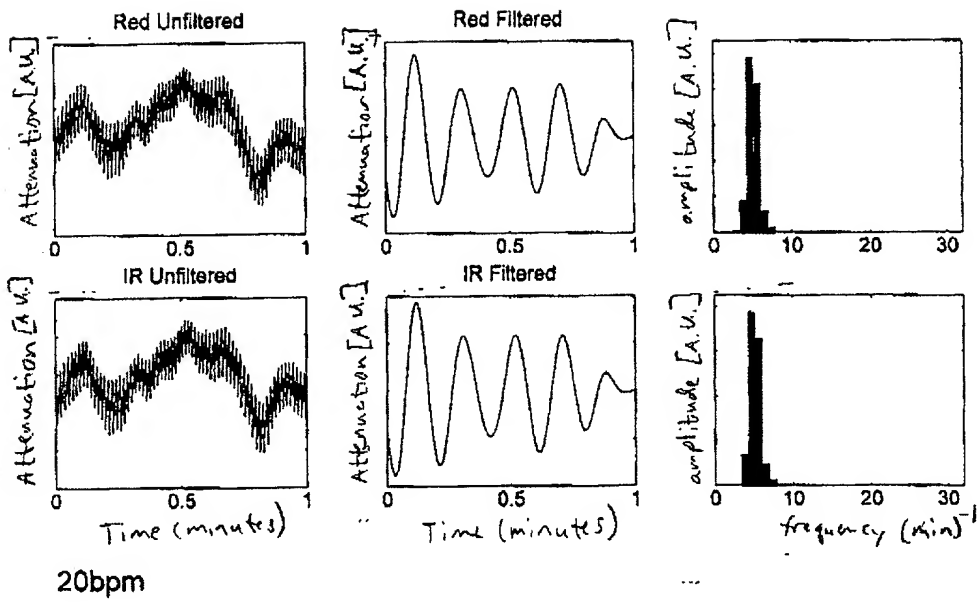 Red Unfiltered
Attenuation [A.U.]
0 0.5 1
Red Filtered
Attenuation [A.U.]
0 0.5 1
amplitude [A.U.]
0 10 20 30
IR Unfiltered
Attenuation [A.U.]
0 0.5 1
Time (minutes)
IR Filtered
Attenuation [A.U.]
0 0.5 1
Time (minutes)
amplitude [A.U.]
0 10 20 30
frequency (min)⁻¹
20bpm